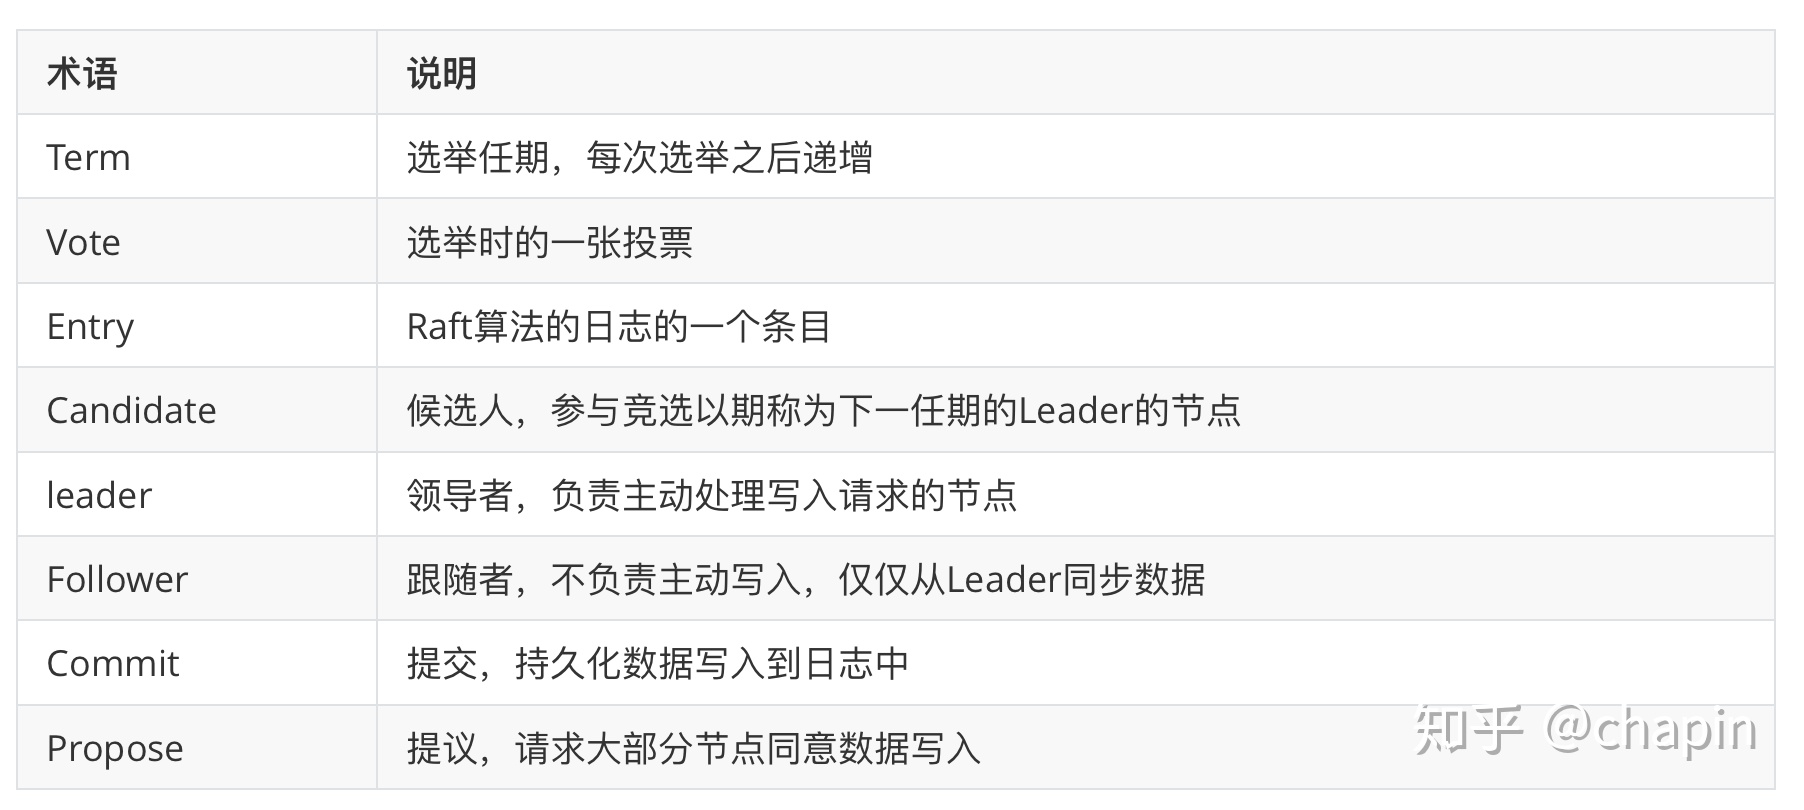 术语 说明
Term 选举任期，每次选举之后递增
Vote 选举时的一张投票
Entry Raft算法的日志的一个条目
Candidate 候选人，参与竞选以期称为下一任期的Leader的节点
leader 领导者，负责主动处理写入请求的节点
Follower 跟随者，不负责主动写入，仅仅从Leader同步数据
Commit 提交，持久化数据写入到日志中
Propose 提议，请求大部分节点同意数据写入
知乎 @chapin